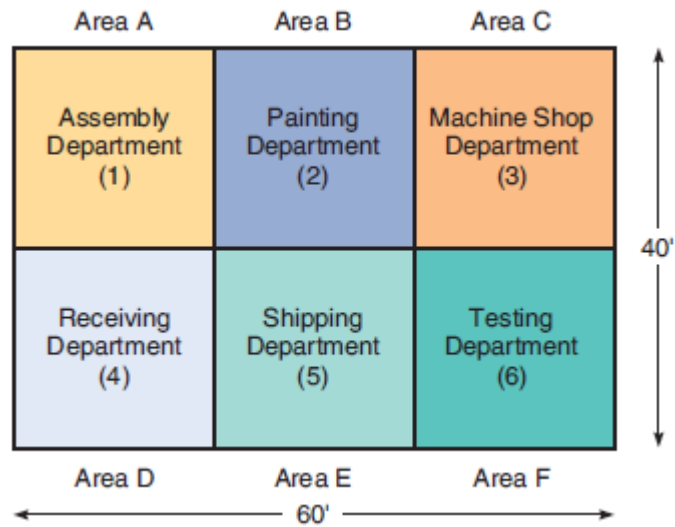 Area A
Area B
Area C
Assembly
Department
(1)
Painting
Department
(2)
Machine Shop
Department
(3)
40'
Receiving
Department
(4)
Shipping
Department
(5)
Testing
Department
(6)
Area D
Area E
Area F
60'